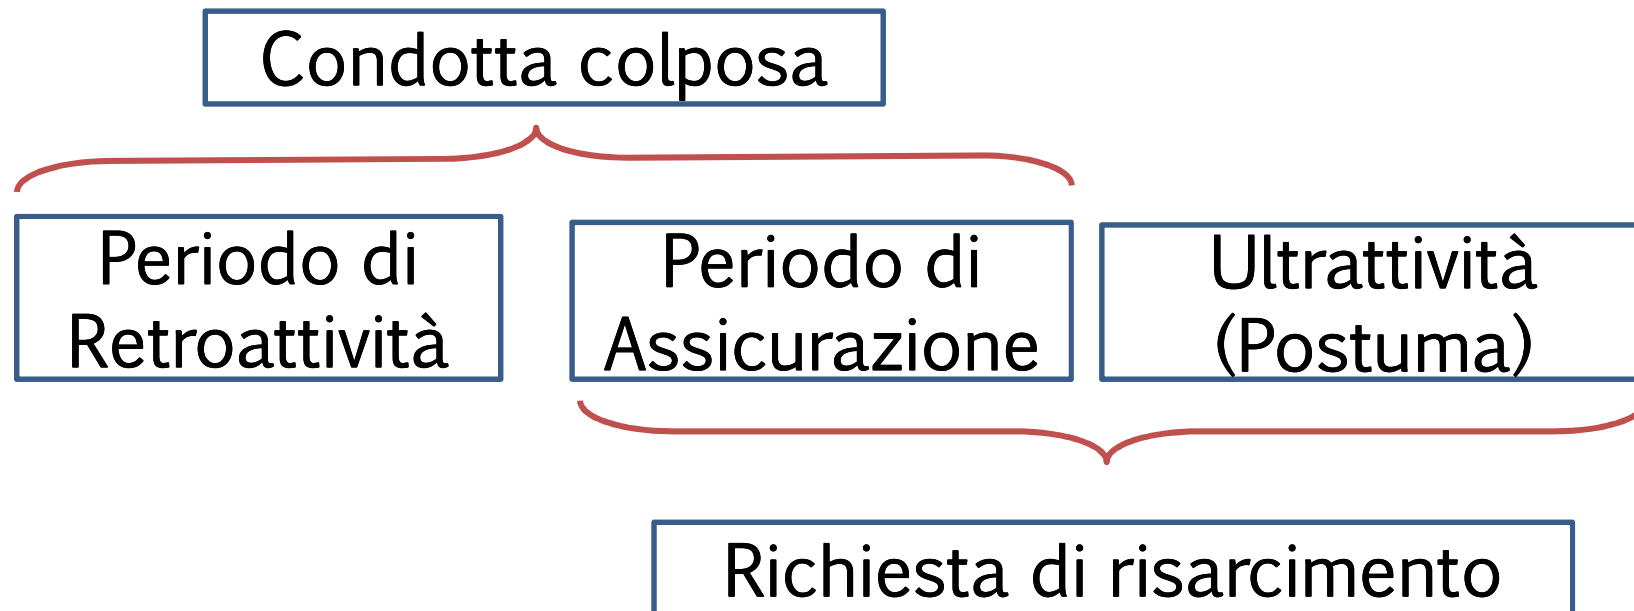 Condotta colposa
Periodo di
Retroattività
Periodo di
Assicurazione
Ultrattività
(Postuma)
Richiesta di risarcimento